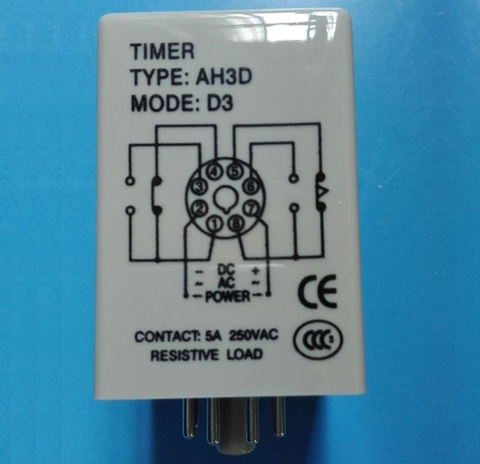 TIMER
TYPE: AH3D
MODE: D3
4 5
3 6
2 7
1 8
- DC +
~ AC ~
POWER
CE
CCC
CONTACT: 5A 250VAC
RESISTIVE LOAD